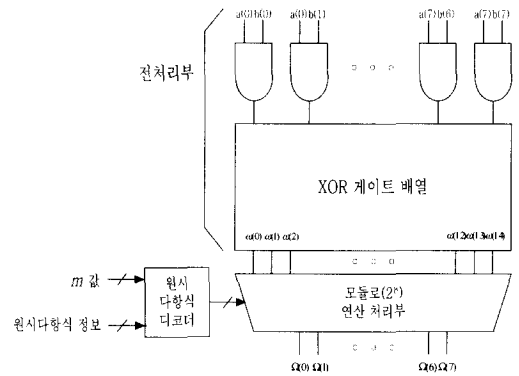 a(0)b(0) a(0)b(1) a(7)b(6) a(7)b(7)
전처리부
XOR 게이트 배열
ω(0) ω(1) ω(2) ω(12)ω(13)ω(14)
m 값
원시
다항식
디코더
모듈로(2ᵏ)
연산 처리부
원시다항식 정보
Ω(0) Ω(1) Ω(6) Ω(7)